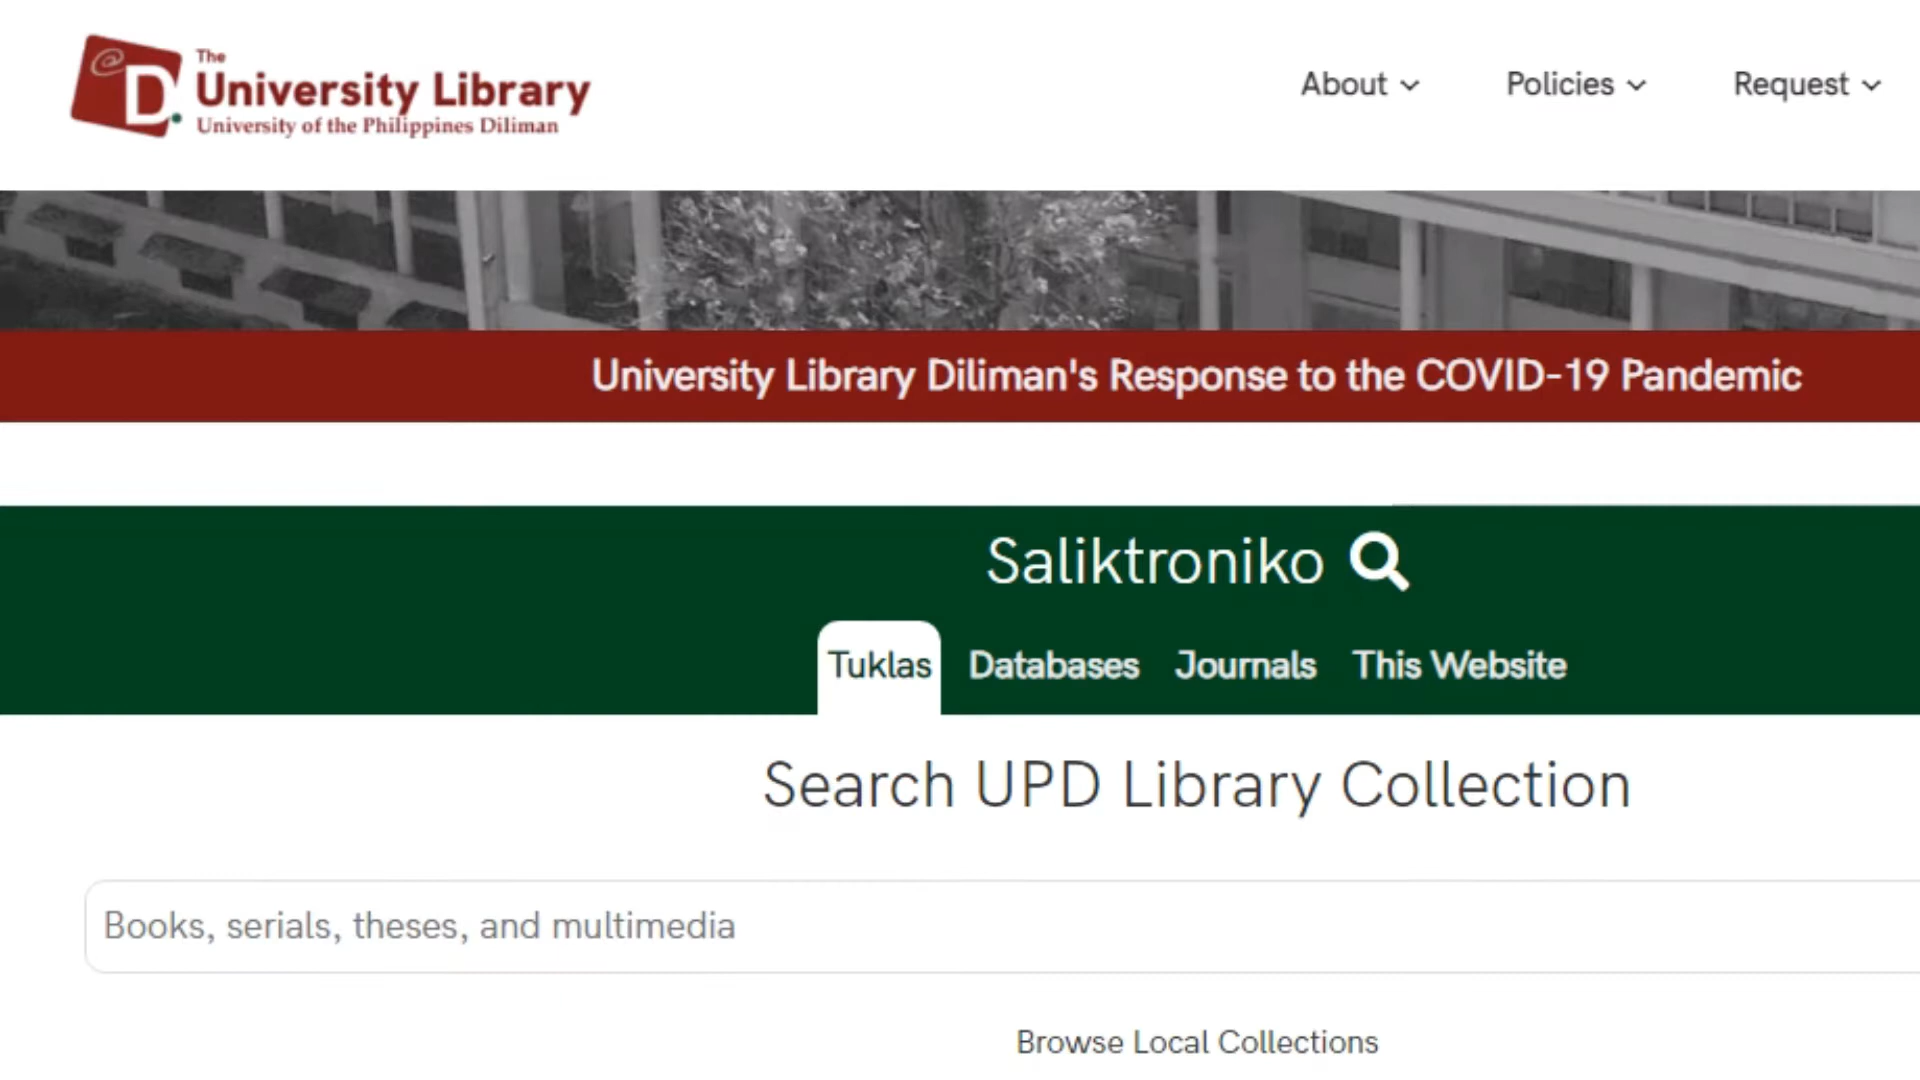 The
University Library
University of the Philippines Diliman
D.
About
Policies
Request
University Library Diliman's Response to the COVID-19 Pandemic
Saliktroniko
Tuklas Databases Journals This Website
Search UPD Library Collection
Books, serials, theses, and multimedia
Browse Local Collections